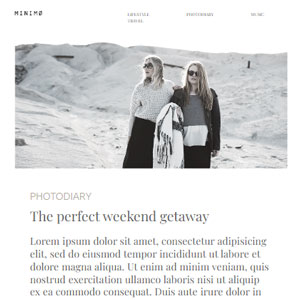 MINIMØ
LIFESTYLE PHOTODIARY MUSIC
TRAVEL
PHOTODIARY
The perfect weekend getaway
Lorem ipsum dolor sit amet, consectetur adipisicing
elit, sed do eiusmod tempor incididunt ut labore et
dolore magna aliqua. Ut enim ad minim veniam, quis
nostrud exercitation ullamco laboris nisi ut aliquip
ex ea commodo consequat. Duis aute irure dolor in